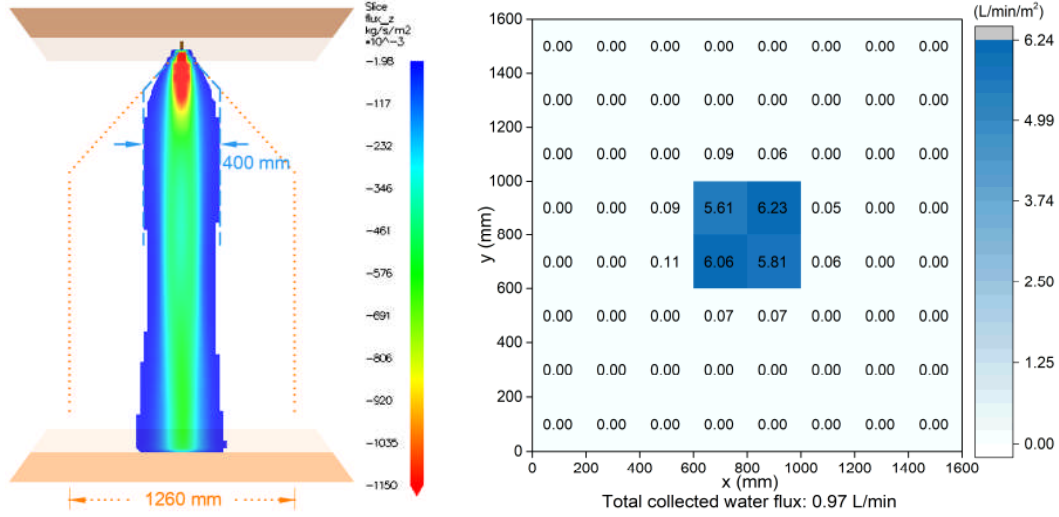 Slice
flux_z
kg/s/m2
*10^-3
-1.98
-117
-232
-346
-461
-576
-691
-806
-920
-1035
-1150
400 mm
1260 mm
(L/min/m²)
6.24
4.99
3.74
2.50
1.25
0.00
y (mm)
1600
0.00 0.00 0.00 0.00 0.00 0.00 0.00 0.00
1400
0.00 0.00 0.00 0.00 0.00 0.00 0.00 0.00
1200
0.00 0.00 0.00 0.09 0.06 0.00 0.00 0.00
1000
0.00 0.00 0.09 5.61 6.23 0.05 0.00 0.00
800
0.00 0.00 0.11 6.06 5.81 0.06 0.00 0.00
600
0.00 0.00 0.00 0.07 0.07 0.00 0.00 0.00
400
0.00 0.00 0.00 0.00 0.00 0.00 0.00 0.00
200
0.00 0.00 0.00 0.00 0.00 0.00 0.00 0.00
0
0 200 400 600 800 1000 1200 1400 1600
x (mm)
Total collected water flux: 0.97 L/min